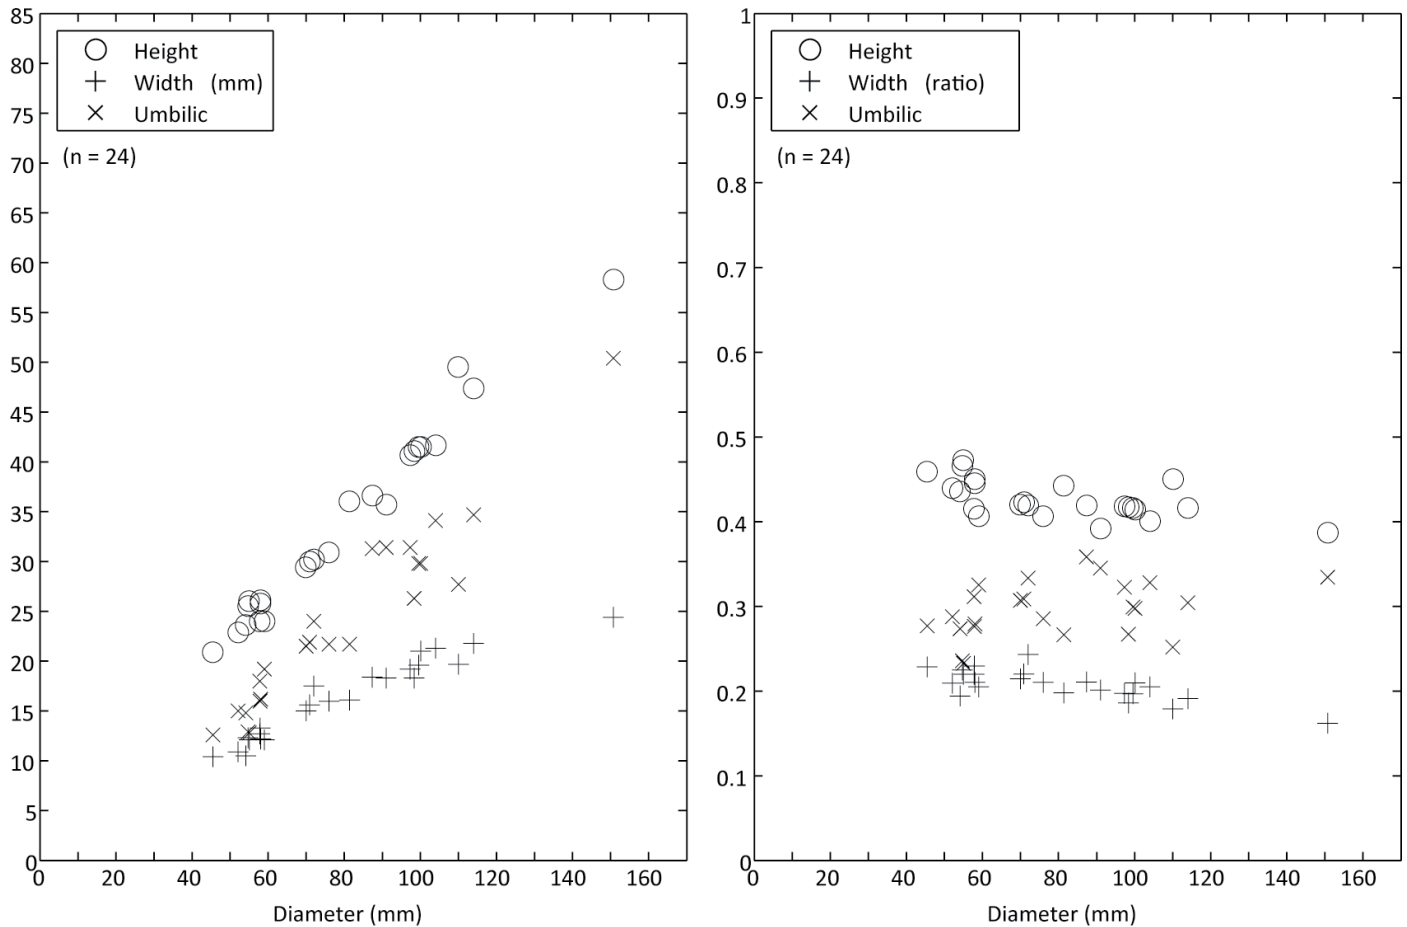 85
80
75
70
65
60
55
50
45
40
35
30
25
20
15
10
5
0
Height
Width (mm)
Umbilic
(n = 24)
0 40 60 80 100 120 140 160
Diameter (mm)
1
0.9
0.8
0.7
0.6
0.5
0.4
0.3
0.2
0.1
0
Height
Width (ratio)
Umbilic
(n = 24)
0 20 40 60 80 100 120 140 160
Diameter (mm)